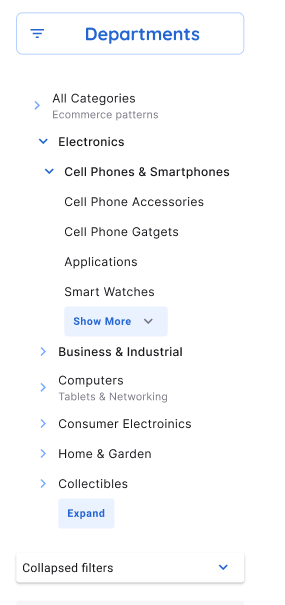 Departments
All Categories
Ecommerce patterns
Electronics
Cell Phones & Smartphones
Cell Phone Accessories
Cell Phone Gatgets
Applications
Smart Watches
Show More
Business & Industrial
Computers
Tablets & Networking
Consumer Electroinics
Home & Garden
Collectibles
Expand
Collapsed filters